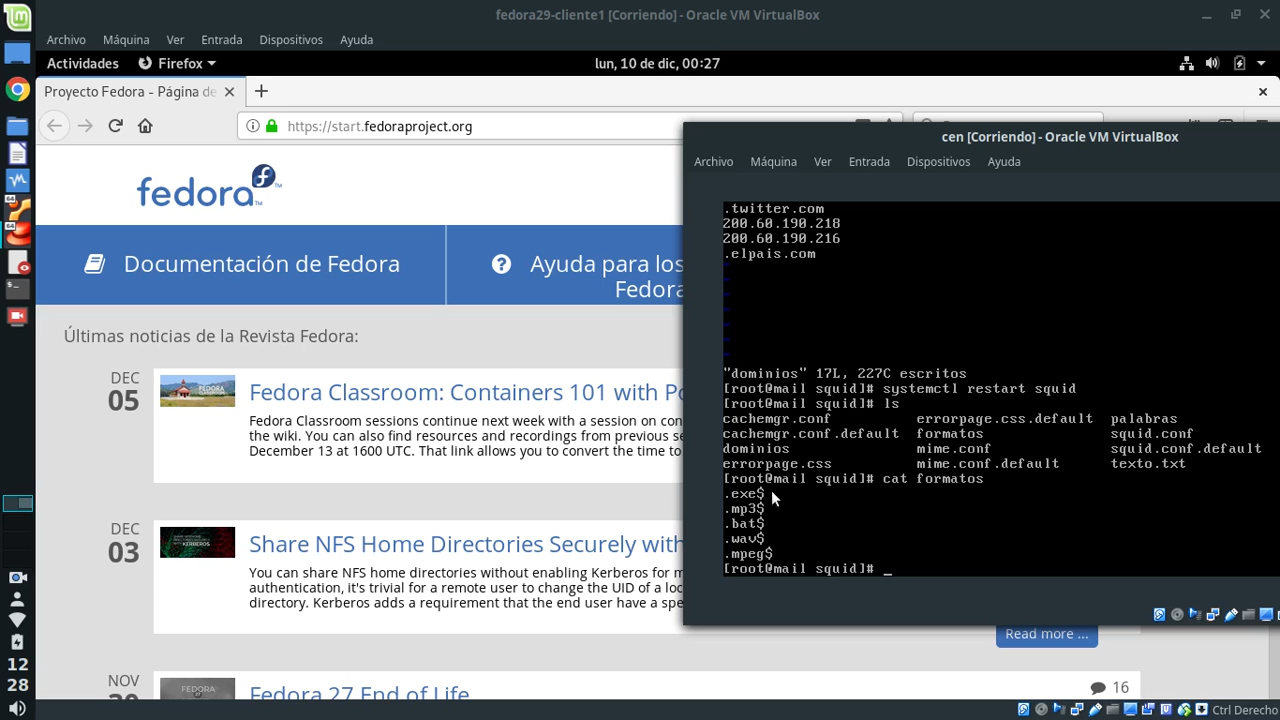 fedora29-cliente1 [Corriendo] - Oracle VM VirtualBox
Archivo Máquina Ver Entrada Dispositivos Ayuda
Actividades Firefox lun, 10 de dic, 00:27
Proyecto Fedora - Página de
https://start.fedoraproject.org
fedora
Documentación de Fedora
Ayuda para los
Fedora
Últimas noticias de la Revista Fedora:
DEC
05
Fedora Classroom: Containers 101 with Po
Fedora Classroom sessions continue next week with a session on con
the wiki. You can also find resources and recordings from previous se
December 13 at 1600 UTC. That link allows you to convert the time to
DEC
03
Share NFS Home Directories Securely with
You can share NFS home directories without enabling Kerberos for m
authentication, it's trivial for a remote user to change the UID of a loc
directory. Kerberos adds a requirement that the end user have a spe
Read more ...
NOV
Fedora 27 End of Life
16
cen [Corriendo] - Oracle VM VirtualBox
Archivo Máquina Ver Entrada Dispositivos Ayuda
.twitter.com
200.60.190.218
200.60.190.216
.elpais.com
~
~
~
~
~
~
~
"dominios" 17L, 227C escritos
[root@mail squid]# systemctl restart squid
[root@mail squid]# ls
cachemgr.conf errorpage.css.default palabras
cachemgr.conf.default formatos squid.conf
dominios mime.conf squid.conf.default
errorpage.css mime.conf.default texto.txt
[root@mail squid]# cat formatos
.exe$
.mp3$
.bat$
.wav$
.mpeg$
[root@mail squid]# _
12
28
Ctrl Derecho